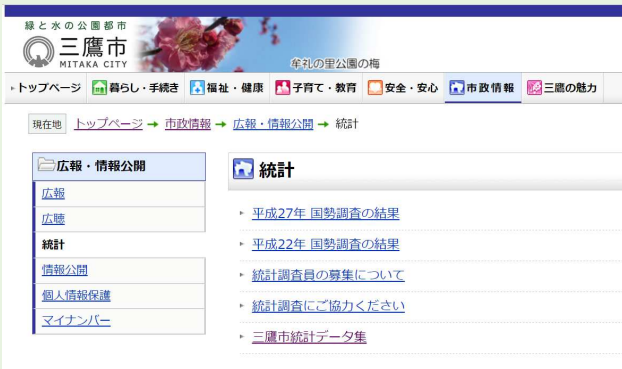 緑と水の公園都市
三鷹市
MITAKA CITY
牟礼の里公園の梅
トップページ 暮らし・手続き 福祉・健康 子育て・教育 安全・安心 市政情報 三鷹の魅力
現在地 トップページ → 市政情報 → 広報・情報公開 → 統計
広報・情報公開
広報
広聴
統計
情報公開
個人情報保護
マイナンバー
統計
平成27年 国勢調査の結果
平成22年 国勢調査の結果
統計調査員の募集について
統計調査にご協力ください
三鷹市統計データ集